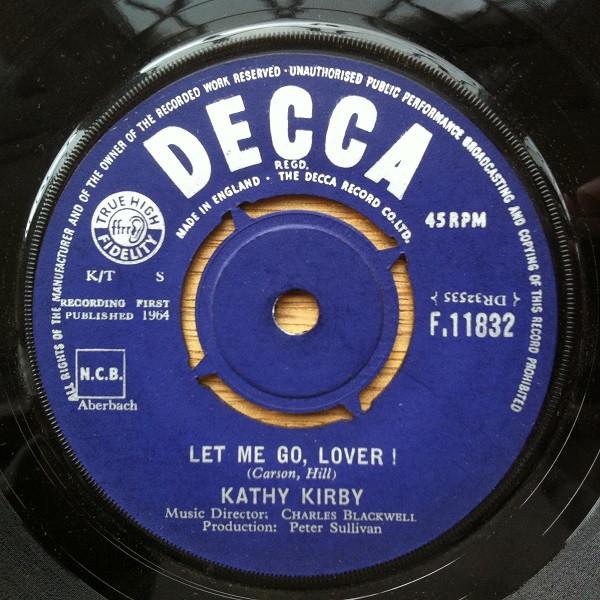 ALL RIGHTS OF THE MANUFACTURER AND OF THE OWNER OF THE RECORDED WORK RESERVED · UNAUTHORISED PUBLIC PERFORMANCE BROADCASTING AND COPYING OF THIS RECORD PROHIBITED
DECCA
REGD.
MADE IN ENGLAND · THE DECCA RECORD CO. LTD.
TRUE HIGH
ffrr
FIDELITY
45 RPM
K/T S
RECORDING FIRST
PUBLISHED 1964
{ DR32535 }
F.11832
N.C.B.
Aberbach
LET ME GO, LOVER !
(Carson, Hill)
KATHY KIRBY
Music Director: CHARLES BLACKWELL
Production: Peter Sullivan